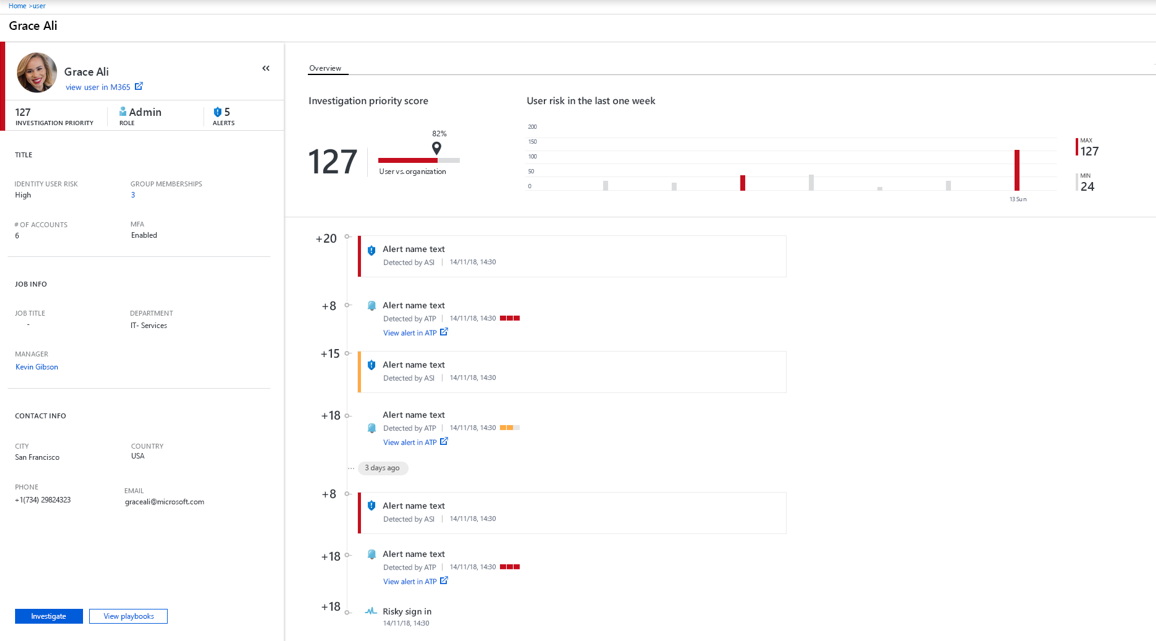 Home >user
Grace Ali
Grace Ali
view user in M365
127
INVESTIGATION PRIORITY
Admin
ROLE
5
ALERTS
TITLE
IDENTITY USER RISK
High
GROUP MEMBERSHIPS
3
# OF ACCOUNTS
6
MFA
Enabled
JOB INFO
JOB TITLE
-
DEPARTMENT
IT- Services
MANAGER
Kevin Gibson
CONTACT INFO
CITY
San Francisco
COUNTRY
USA
PHONE
+1(734) 29824323
EMAIL
graceali@microsoft.com
Investigate
View playbooks
Overview
Investigation priority score
127
82%
User vs. organization
User risk in the last one week
200
150
100
50
0
13 Sun
MAX
127
MIN
24
+20
Alert name text
Detected by ASI | 14/11/18, 14:30
+8
Alert name text
Detected by ATP | 14/11/18, 14:30
View alert in ATP
+15
Alert name text
Detected by ASI | 14/11/18, 14:30
+18
Alert name text
Detected by ATP | 14/11/18, 14:30
View alert in ATP
... 3 days ago
+8
Alert name text
Detected by ASI | 14/11/18, 14:30
+18
Alert name text
Detected by ATP | 14/11/18, 14:30
View alert in ATP
+18
Risky sign in
14/11/18, 14:30